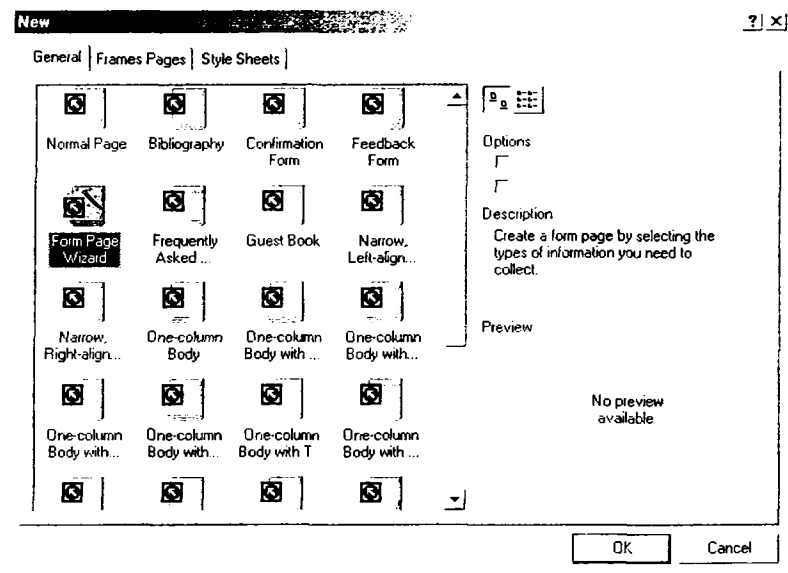 New
General Frames Pages Style Sheets
Normal Page Bibliography Confirmation Form Feedback Form
Form Page Wizard Frequently Asked ... Guest Book Narrow, Left-align...
Narrow, Right-align... One-column Body One-column Body with ... One-column Body with...
One-column Body with... One-column Body with... One-column Body with T One-column Body with ...
Options
Description
Create a form page by selecting the
types of information you need to
collect.
Preview
No preview
available
OK Cancel